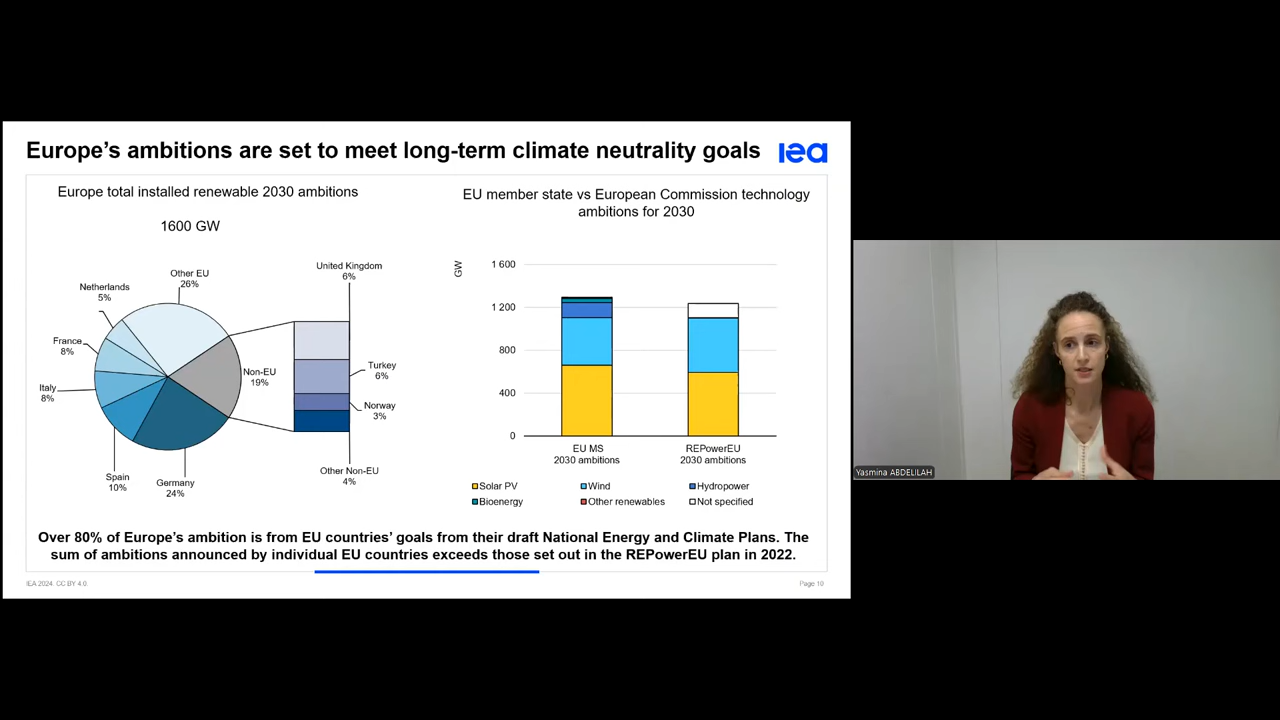 Europe's ambitions are set to meet long-term climate neutrality goals
iea
Europe total installed renewable 2030 ambitions
1600 GW
Other EU
26%
Netherlands
5%
France
8%
Italy
8%
Spain
10%
Germany
24%
Non-EU
19%
United Kingdom
6%
Turkey
6%
Norway
3%
Other Non-EU
4%
EU member state vs European Commission technology
ambitions for 2030
GW
1 600
1 200
800
400
0
EU MS
2030 ambitions
REPowerEU
2030 ambitions
Solar PV
Wind
Hydropower
Bioenergy
Other renewables
Not specified
Over 80% of Europe's ambition is from EU countries' goals from their draft National Energy and Climate Plans. The
sum of ambitions announced by individual EU countries exceeds those set out in the REPowerEU plan in 2022.
IEA 2024. CC BY 4.0.
Page 10
Yasmina ABDELILAH